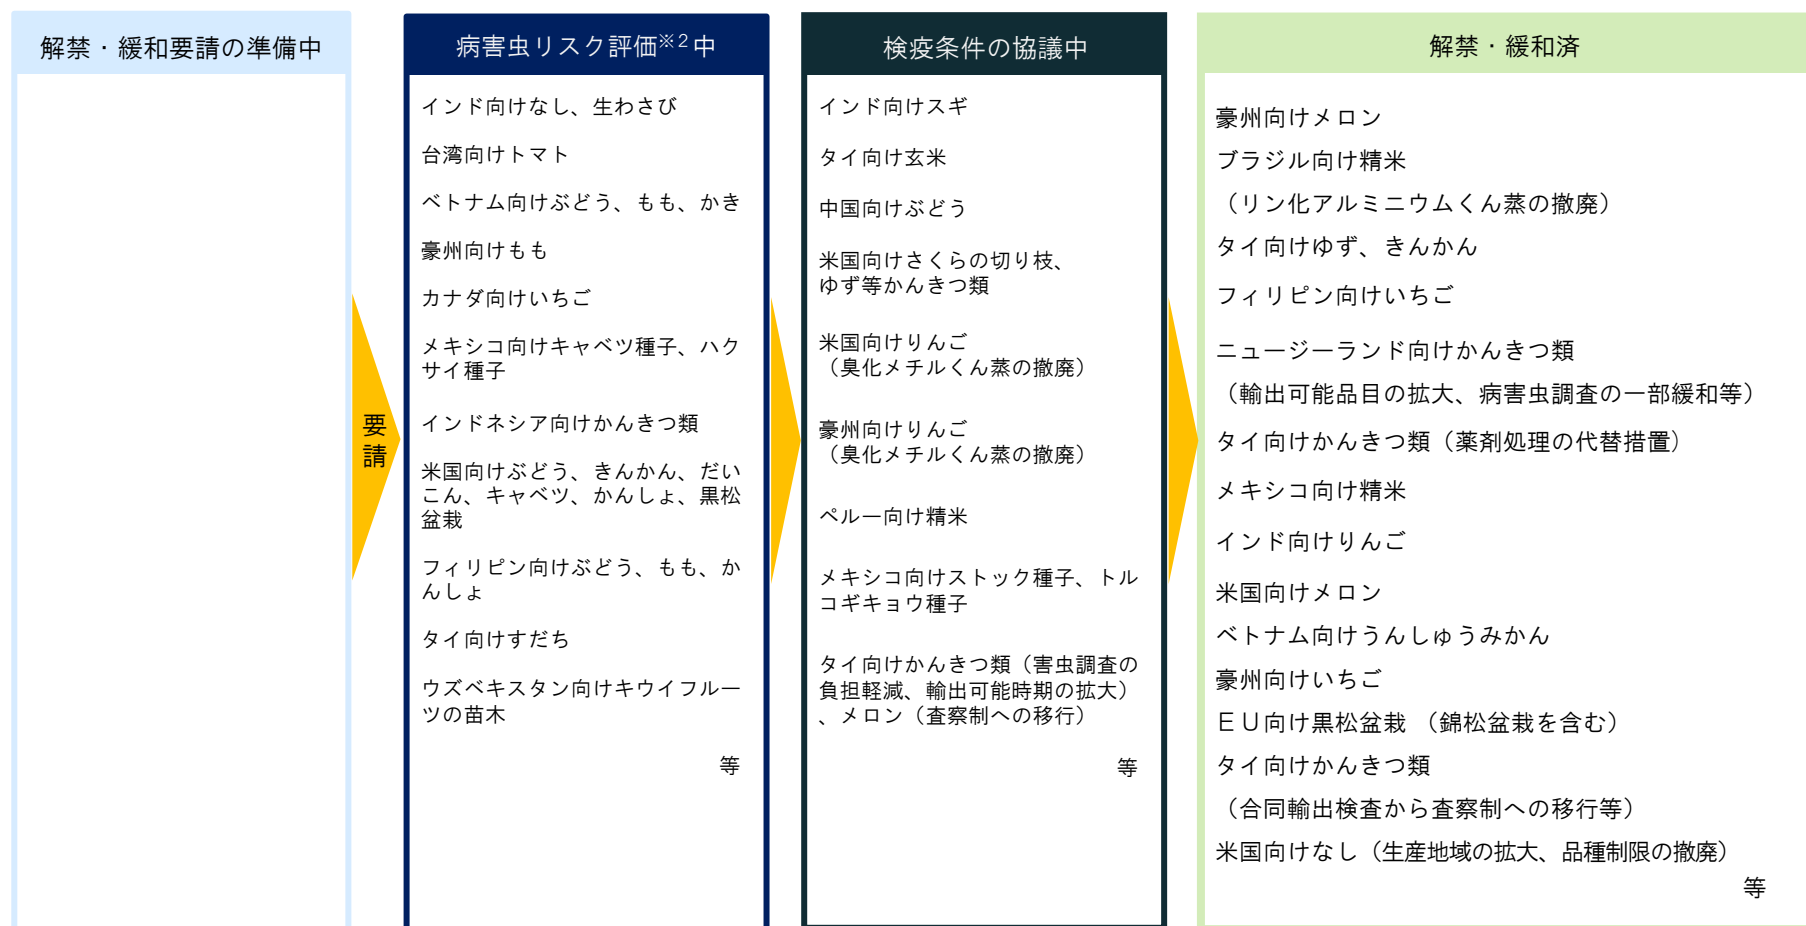 解禁・緩和要請の準備中
要
請
病害虫リスク評価※2中
インド向けなし、生わさび
台湾向けトマト
ベトナム向けぶどう、もも、かき
豪州向けもも
カナダ向けいちご
メキシコ向けキャベツ種子、ハク
サイ種子
インドネシア向けかんきつ類
米国向けぶどう、きんかん、だい
こん、キャベツ、かんしょ、黒松
盆栽
フィリピン向けぶどう、もも、か
んしょ
タイ向けすだち
ウズベキスタン向けキウイフルー
ツの苗木
等
検疫条件の協議中
インド向けスギ
タイ向け玄米
中国向けぶどう
米国向けさくらの切り枝、
ゆず等かんきつ類
米国向けりんご
（臭化メチルくん蒸の撤廃）
豪州向けりんご
（臭化メチルくん蒸の撤廃）
ペルー向け精米
メキシコ向けストック種子、トル
コギキョウ種子
タイ向けかんきつ類（害虫調査の
負担軽減、輸出可能時期の拡大）
、メロン（査察制への移行）
等
解禁・緩和済
豪州向けメロン
ブラジル向け精米
（リン化アルミニウムくん蒸の撤廃）
タイ向けゆず、きんかん
フィリピン向けいちご
ニュージーランド向けかんきつ類
（輸出可能品目の拡大、病害虫調査の一部緩和等）
タイ向けかんきつ類（薬剤処理の代替措置）
メキシコ向け精米
インド向けりんご
米国向けメロン
ベトナム向けうんしゅうみかん
豪州向けいちご
ＥＵ向け黒松盆栽 （錦松盆栽を含む）
タイ向けかんきつ類
（合同輸出検査から査察制への移行等）
米国向けなし（生産地域の拡大、品種制限の撤廃）
等